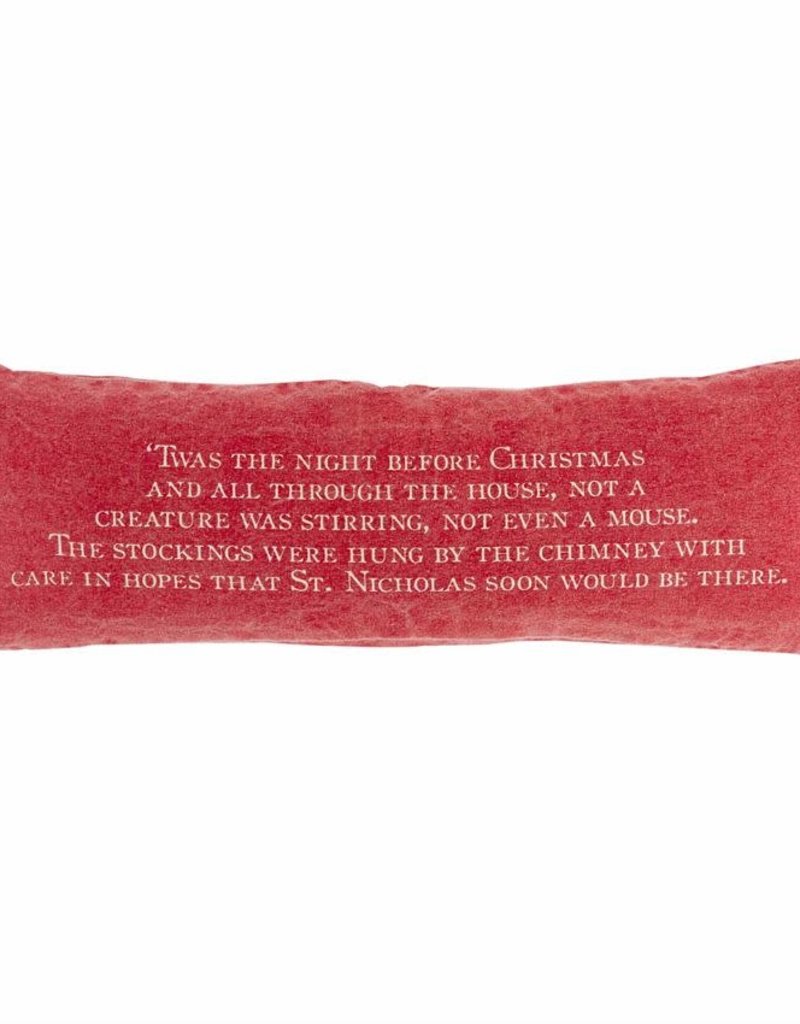 ‘Twas the night before Christmas
and all through the house, not a
creature was stirring, not even a mouse.
The stockings were hung by the chimney with
care in hopes that St. Nicholas soon would be there.